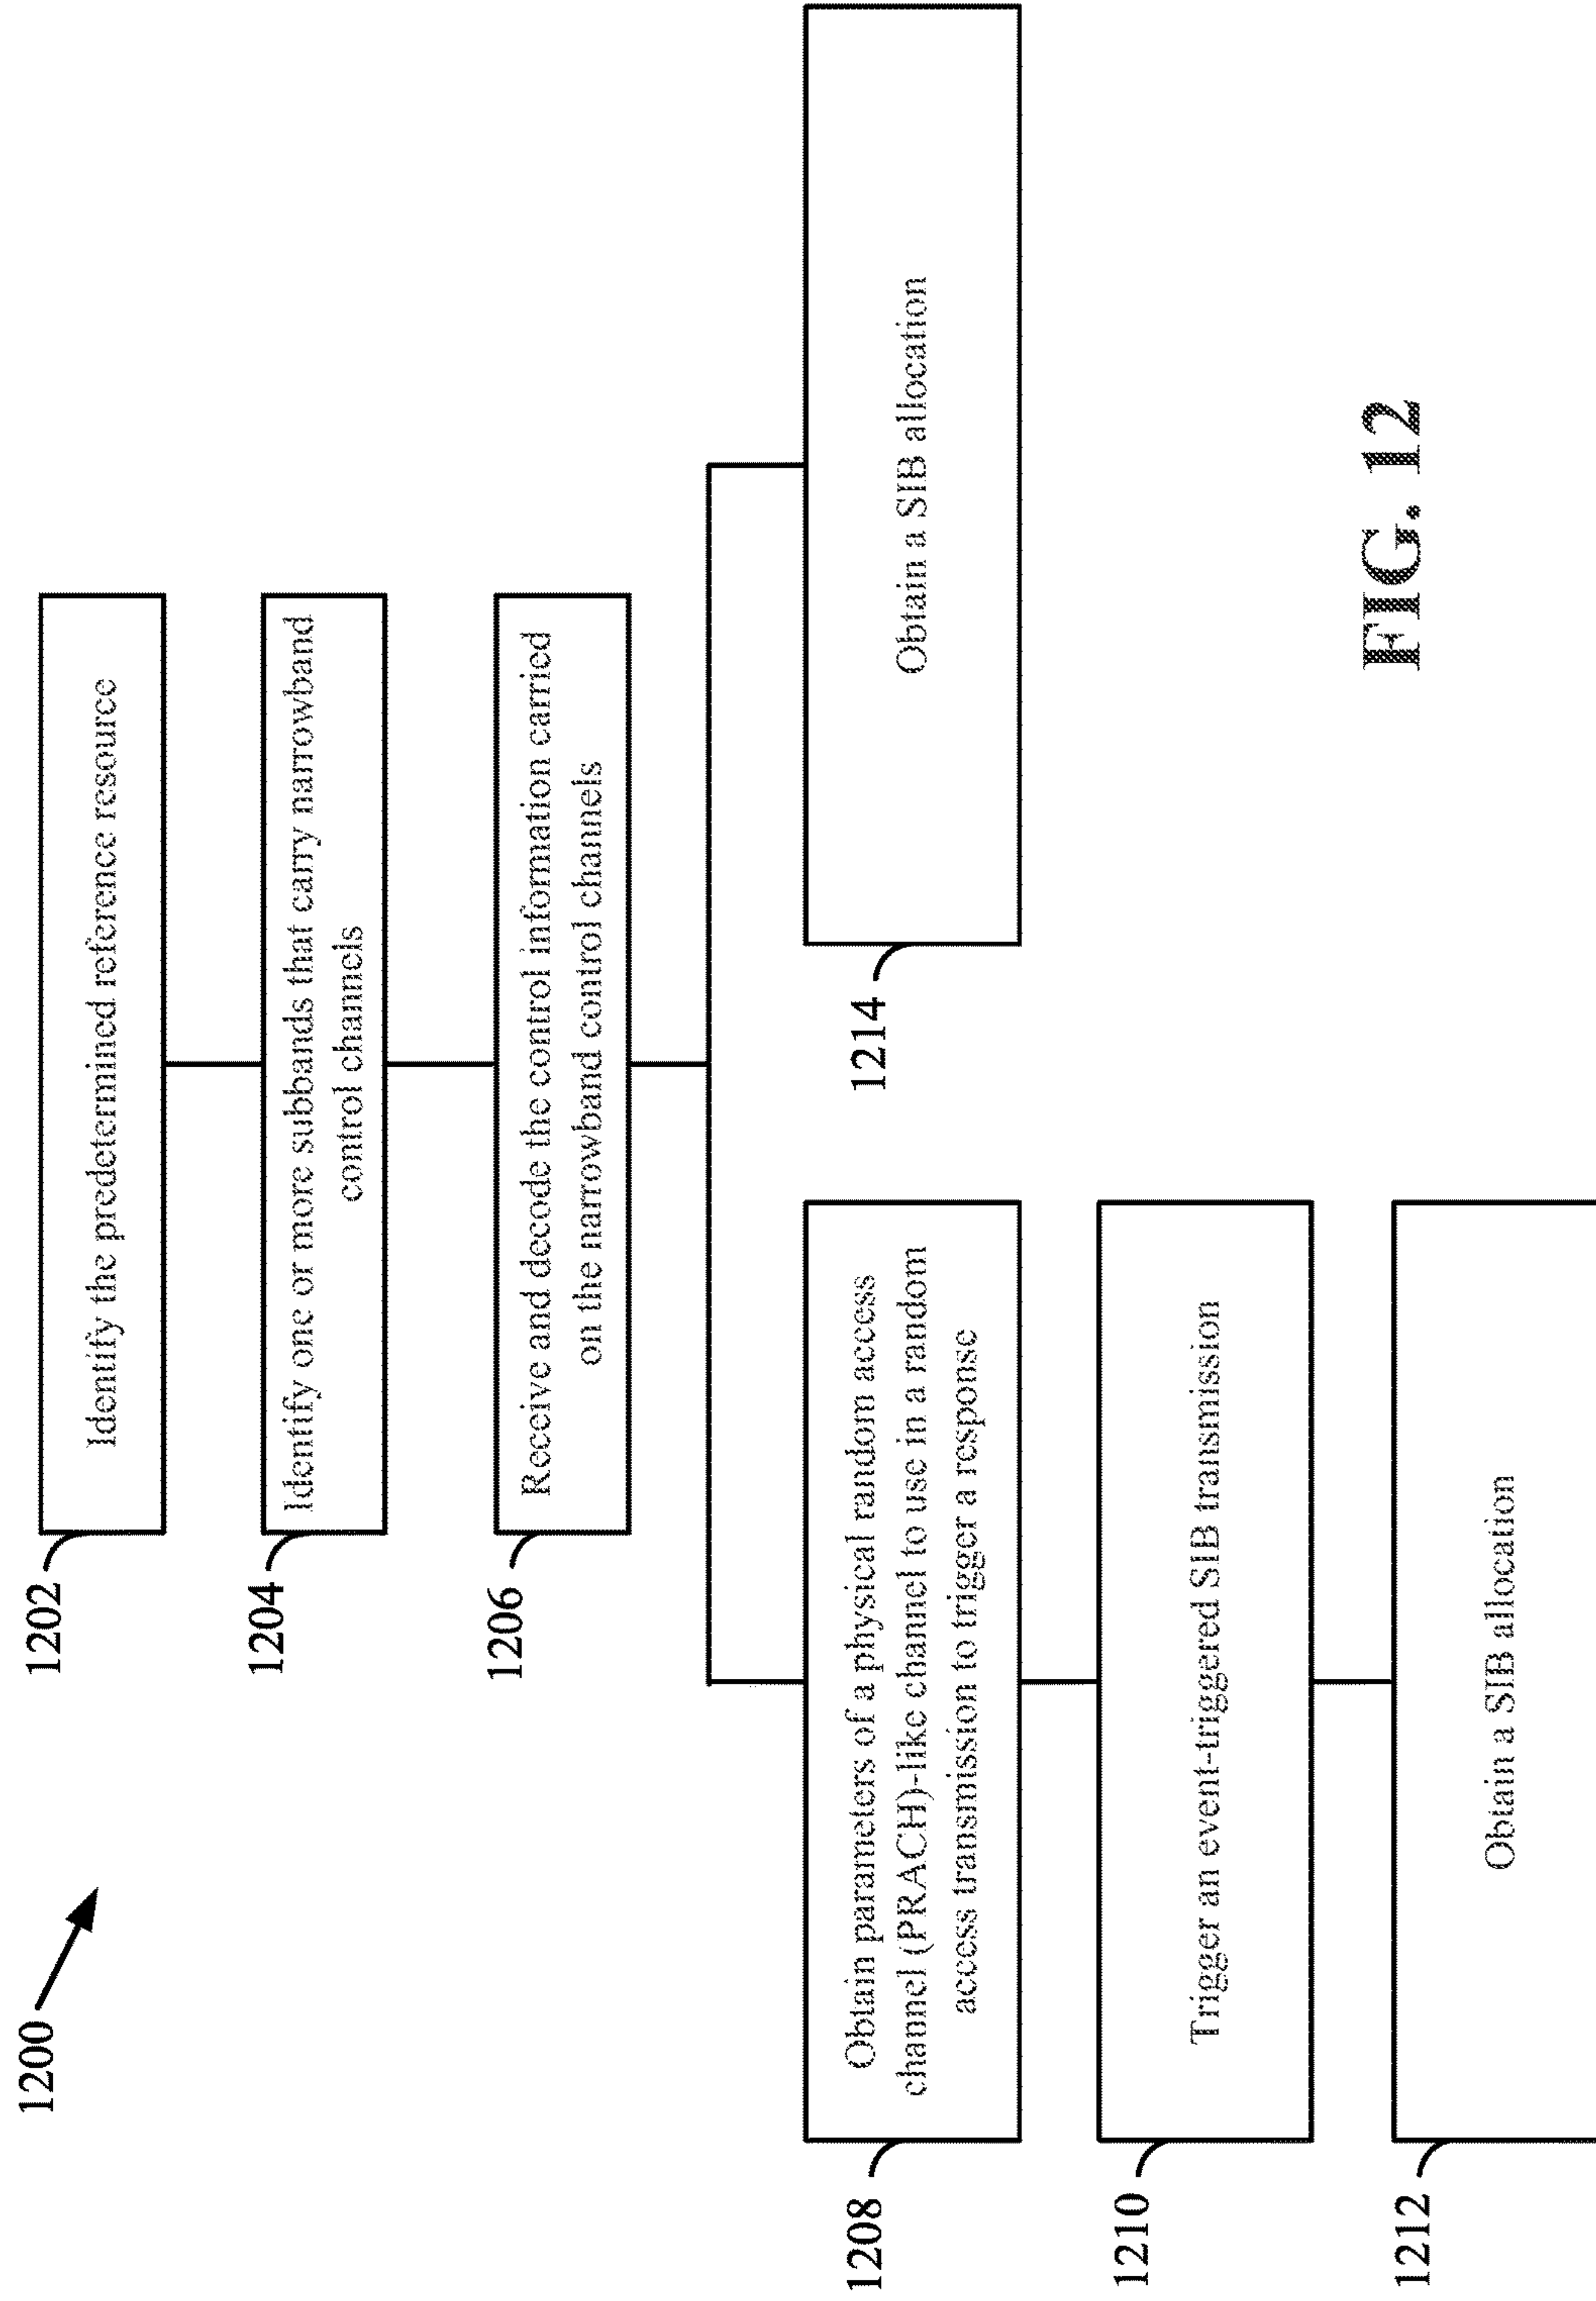 1200
1202
Identify the predetermined reference resource
1204
Identify one or more subbands that carry narrowband
control channels
1206
Receive and decode the control information carried
on the narrowband control channels
1208
Obtain parameters of a physical random access
channel (PRACH)-like channel to use in a random
access transmission to trigger a response
1210
Trigger an event-triggered SIB transmission
1212
Obtain a SIB allocation
1214
Obtain a SIB allocation
FIG. 12